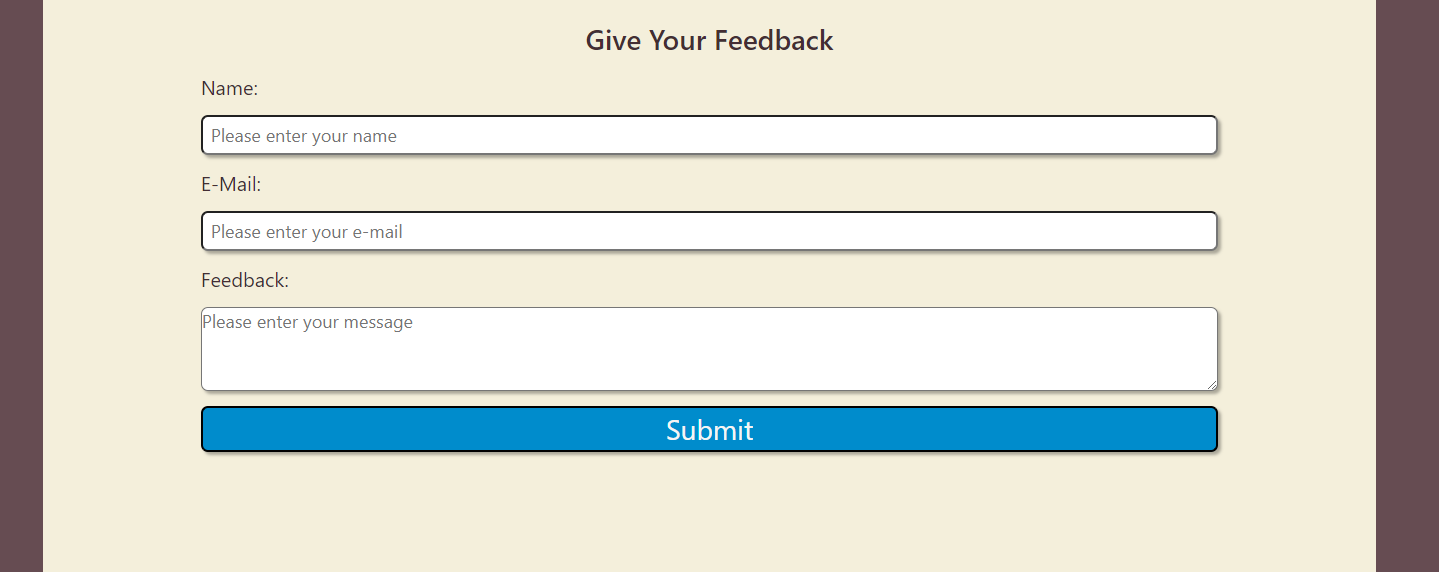 Give Your Feedback
Name:
Please enter your name
E-Mail:
Please enter your e-mail
Feedback:
Please enter your message
Submit